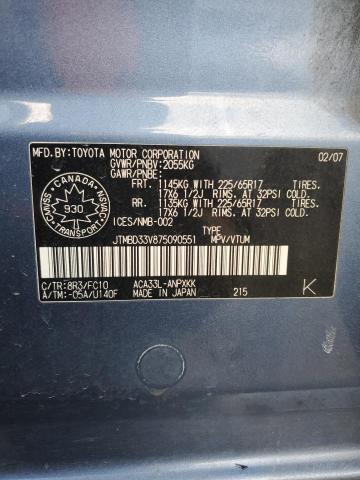 MFD.BY:TOYOTA MOTOR CORPORATION 02/07
GVWR/PNBV:2055KG
GAWR/PNBE:
FRT. 1145KG WITH 225/65R17 TIRES.
17X6 1/2J RIMS. AT 32PSI COLD.
RR. 1135KG WITH 225/65R17 TIRES.
17X6 1/2J RIMS. AT 32PSI COLD.
ICES/NMB-002
CANADA
930
CMVSS
NSVAC
TYPE
JTMBD33V875090551 MPV/VTUM
C/TR:8R3/FC10 ACA33L-ANPXKK K
A/TM:-05A/U140F MADE IN JAPAN 215